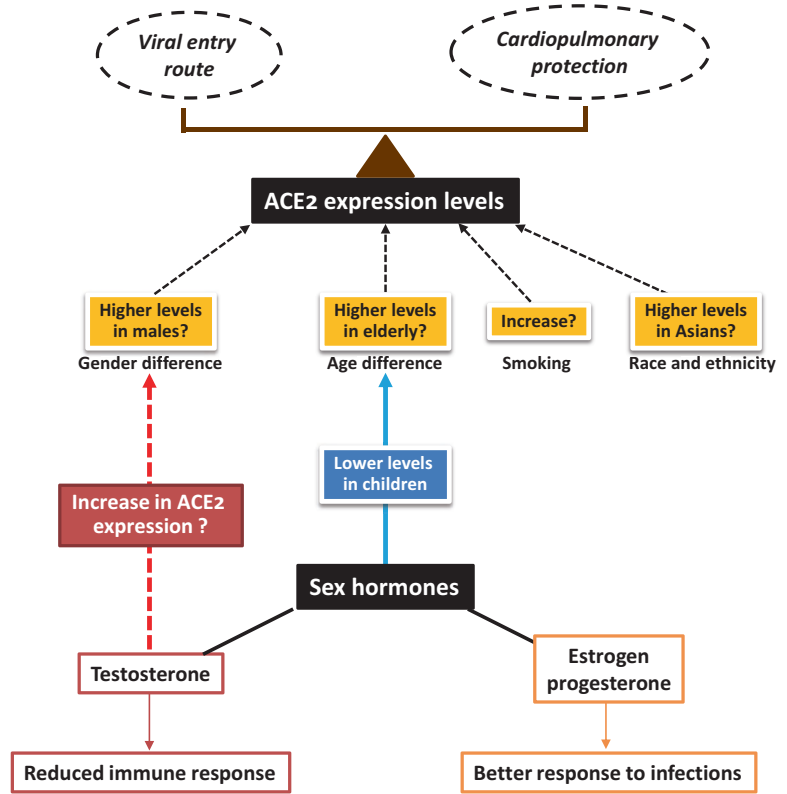 Viral entry
route
Cardiopulmonary
protection
ACE2 expression levels
Higher levels
in males?
Gender difference
Higher levels
in elderly?
Age difference
Increase?
Smoking
Higher levels
in Asians?
Race and ethnicity
Lower levels
in children
Increase in ACE2
expression ?
Sex hormones
Testosterone
Estrogen
progesterone
Reduced immune response
Better response to infections